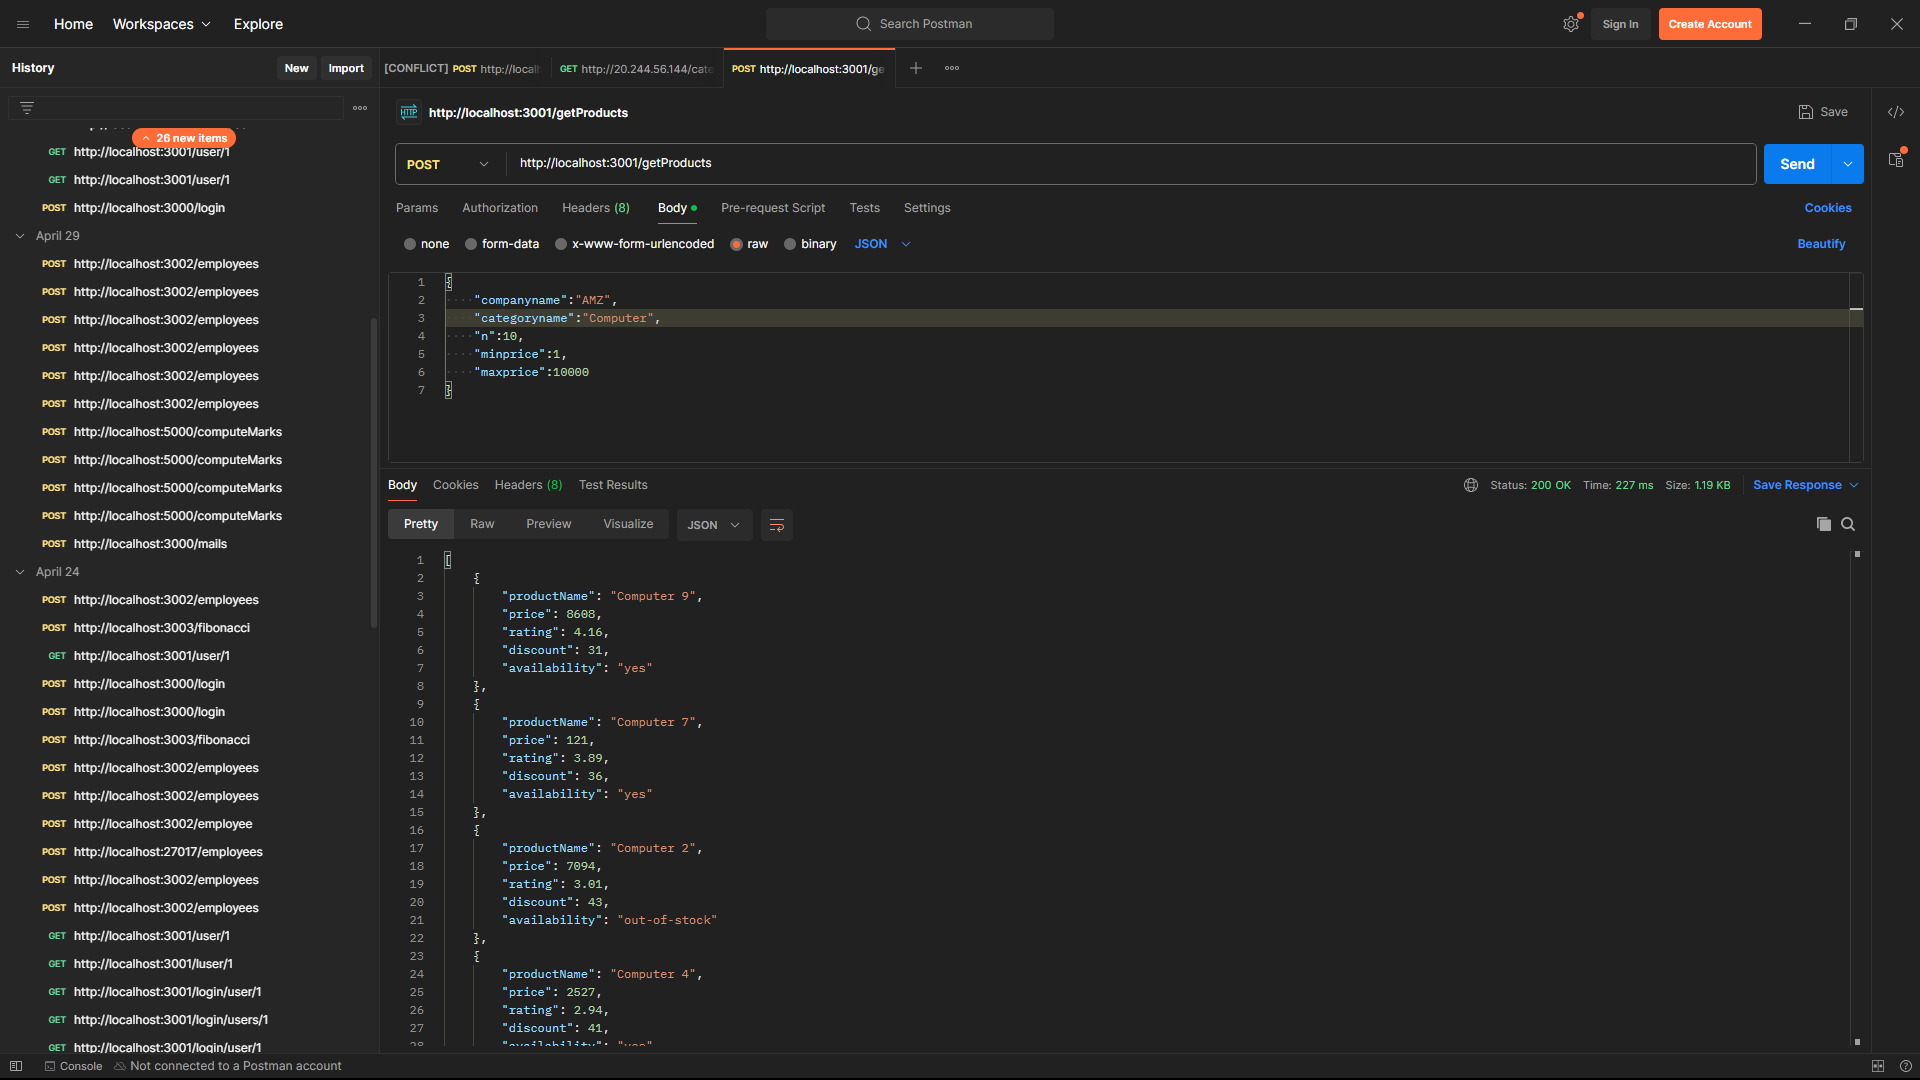 Home Workspaces Explore
Search Postman
Sign In Create Account
History New Import
[CONFLICT] POST http://local
GET http://20.244.56.144/cate
POST http://localhost:3001/ge
26 new items
GET http://localhost:3001/user/1
GET http://localhost:3001/user/1
POST http://localhost:3000/login
April 29
POST http://localhost:3002/employees
POST http://localhost:3002/employees
POST http://localhost:3002/employees
POST http://localhost:3002/employees
POST http://localhost:3002/employees
POST http://localhost:3002/employees
POST http://localhost:5000/computeMarks
POST http://localhost:5000/computeMarks
POST http://localhost:5000/computeMarks
POST http://localhost:5000/computeMarks
POST http://localhost:3000/mails
April 24
POST http://localhost:3002/employees
POST http://localhost:3003/fibonacci
GET http://localhost:3001/user/1
POST http://localhost:3000/login
POST http://localhost:3000/login
POST http://localhost:3003/fibonacci
POST http://localhost:3002/employees
POST http://localhost:3002/employees
POST http://localhost:3002/employee
POST http://localhost:27017/employees
POST http://localhost:3002/employees
POST http://localhost:3002/employees
GET http://localhost:3001/user/1
GET http://localhost:3001/luser/1
GET http://localhost:3001/login/user/1
GET http://localhost:3001/login/users/1
GET http://localhost:3001/login/user/1
HTTP http://localhost:3001/getProducts
Save
POST http://localhost:3001/getProducts
Send
Params Authorization Headers (8) Body Pre-request Script Tests Settings
Cookies
none form-data x-www-form-urlencoded raw binary JSON
Beautify
1 {
2 "companyname":"AMZ",
3 "categoryname":"Computer",
4 "n":10,
5 "minprice":1,
6 "maxprice":10000
7 }
Body Cookies Headers (8) Test Results
Status: 200 OK Time: 227 ms Size: 1.19 KB Save Response
Pretty Raw Preview Visualize JSON
1 [
2 {
3 "productName": "Computer 9",
4 "price": 8608,
5 "rating": 4.16,
6 "discount": 31,
7 "availability": "yes"
8 },
9 {
10 "productName": "Computer 7",
11 "price": 121,
12 "rating": 3.89,
13 "discount": 36,
14 "availability": "yes"
15 },
16 {
17 "productName": "Computer 2",
18 "price": 7094,
19 "rating": 3.01,
20 "discount": 43,
21 "availability": "out-of-stock"
22 },
23 {
24 "productName": "Computer 4",
25 "price": 2527,
26 "rating": 2.94,
27 "discount": 41,
28 "availability": "yes"
Console Not connected to a Postman account